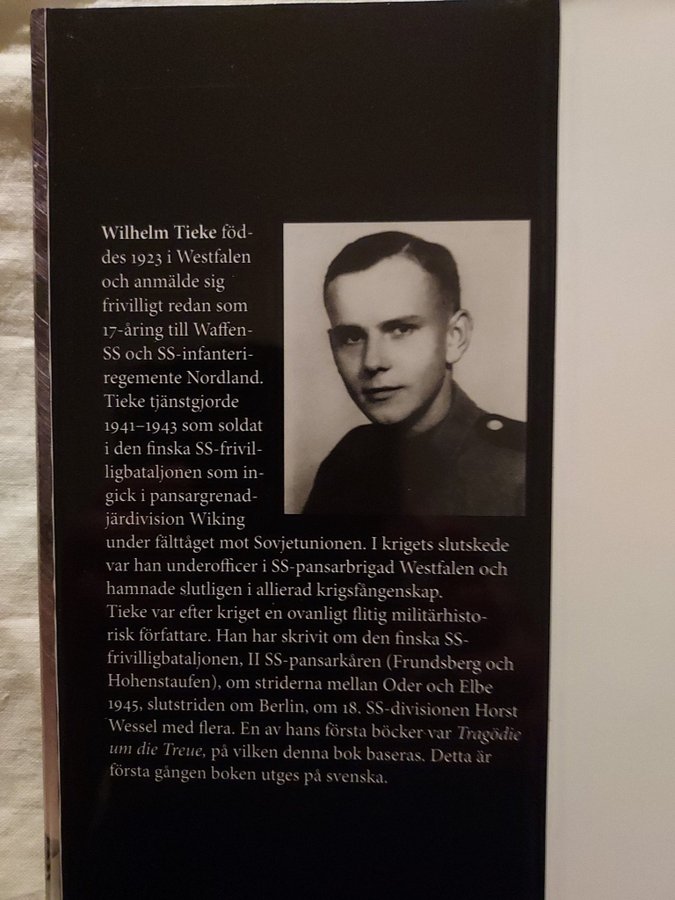 Wilhelm Tieke föd-
des 1923 i Westfalen
och anmälde sig
frivilligt redan som
17-åring till Waffen-
SS och SS-infanteri-
regemente Nordland.
Tieke tjänstgjorde
1941–1943 som soldat
i den finska SS-frivil-
ligbataljonen som in-
gick i pansargrenad-
järdivision Wiking
under fälttåget mot Sovjetunionen. I krigets slutskede
var han underofficer i SS-pansarbrigad Westfalen och
hamnade slutligen i allierad krigsfångenskap.
Tieke var efter kriget en ovanligt flitig militärhisto-
risk författare. Han har skrivit om den finska SS-
frivilligbataljonen, II SS-pansarkåren (Frundsberg och
Hohenstaufen), om striderna mellan Oder och Elbe
1945, slutstriden om Berlin, om 18. SS-divisionen Horst
Wessel med flera. En av hans första böcker var Tragödie
um die Treue, på vilken denna bok baseras. Detta är
första gången boken utges på svenska.